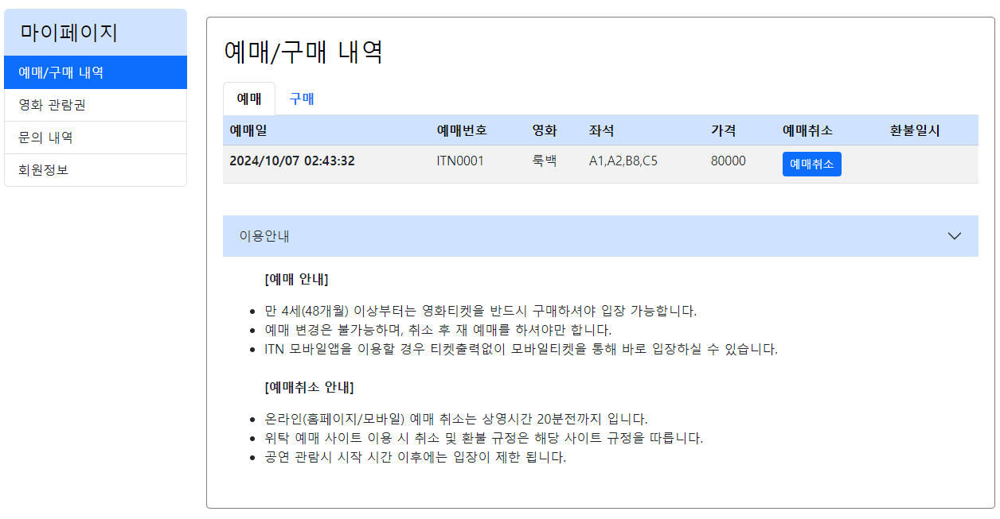 마이페이지
예매/구매 내역
영화 관람권
문의 내역
회원정보
예매/구매 내역
예매 구매
예매일 예매번호 영화 좌석 가격 예매취소 환불일시
2024/10/07 02:43:32 ITN0001 룩백 A1,A2,B8,C5 80000 예매취소
이용안내
[예매 안내]
만 4세(48개월) 이상부터는 영화티켓을 반드시 구매하셔야 입장 가능합니다.
예매 변경은 불가능하며, 취소 후 재 예매를 하셔야만 합니다.
ITN 모바일앱을 이용할 경우 티켓출력없이 모바일티켓을 통해 바로 입장하실 수 있습니다.
[예매취소 안내]
온라인(홈페이지/모바일) 예매 취소는 상영시간 20분전까지 입니다.
위탁 예매 사이트 이용 시 취소 및 환불 규정은 해당 사이트 규정을 따릅니다.
공연 관람시 시작 시간 이후에는 입장이 제한 됩니다.